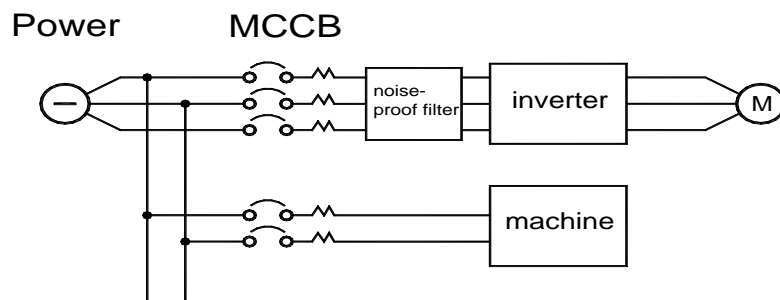 Power
MCCB
noise-
proof filter
inverter
M
machine